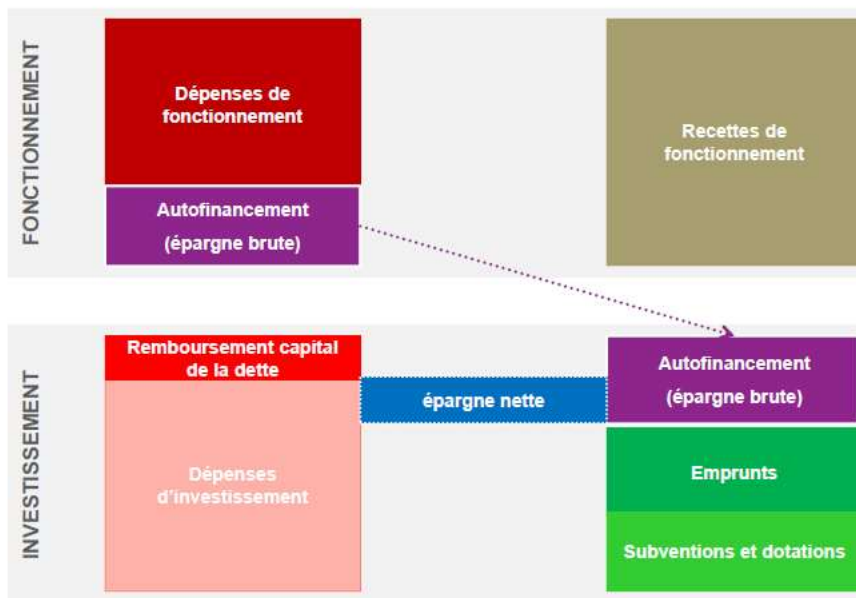 FONCTIONNEMENT
Dépenses de
fonctionnement
Autofinancement
(épargne brute)
Recettes de
fonctionnement
INVESTISSEMENT
Remboursement capital
de la dette
Dépenses
d'investissement
épargne nette
Autofinancement
(épargne brute)
Emprunts
Subventions et dotations